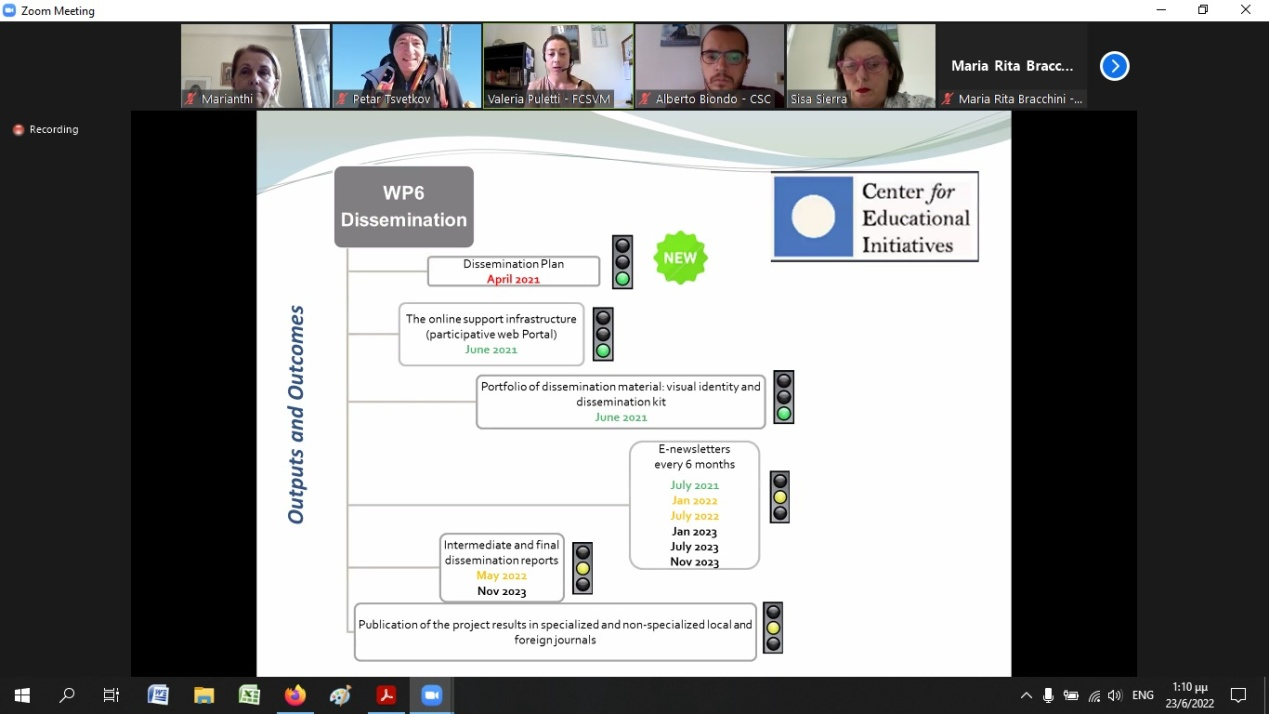 Zoom Meeting
Marianthi
Petar Tsvetkov
Valeria Puletti - FCSVM
Alberto Biondo - CSC
Sisa Sierra
Maria Rita Bracc...
Maria Rita Bracchini -...
Recording
WP6
Dissemination
Center for
Educational
Initiatives
Dissemination Plan
April 2021
NEW
Outputs and Outcomes
The online support infrastructure
(participative web Portal)
June 2021
Portfolio of dissemination material: visual identity and
dissemination kit
June 2021
E-newsletters
every 6 months
July 2021
Jan 2022
July 2022
Jan 2023
July 2023
Nov 2023
Intermediate and final
dissemination reports
May 2022
Nov 2023
Publication of the project results in specialized and non-specialized local and
foreign journals
ENG
1:10 μμ
23/6/2022